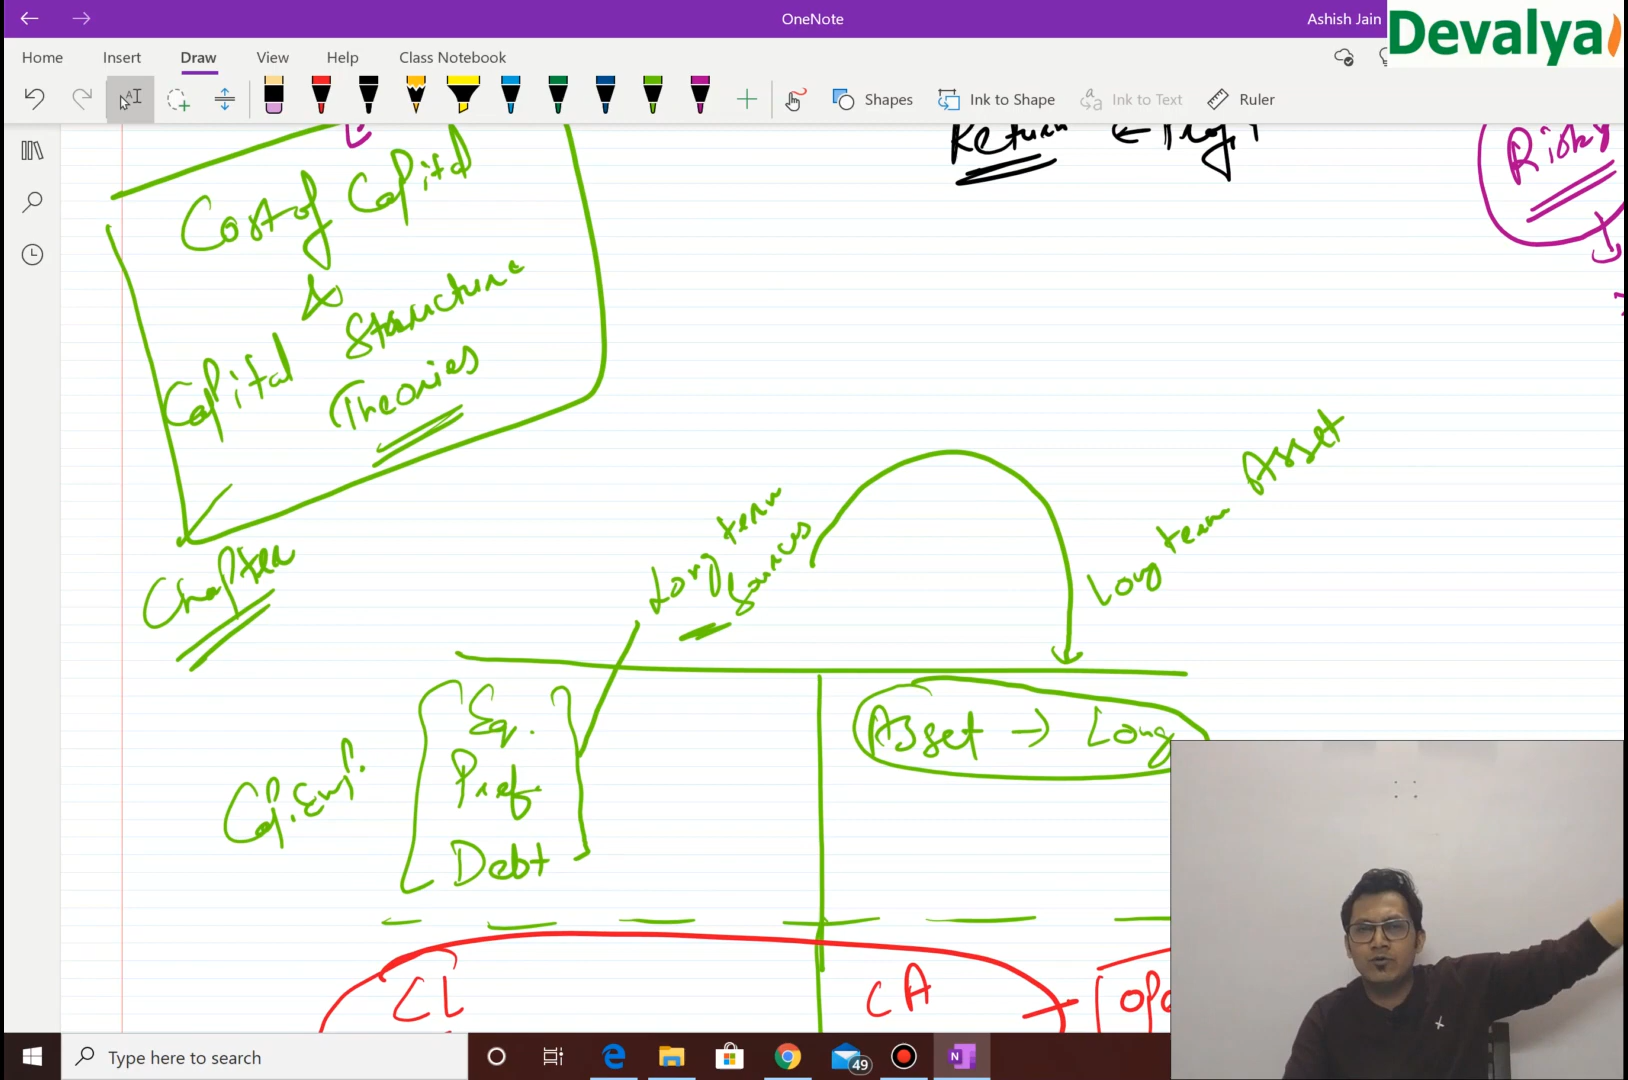 OneNote
Ashish Jain
Devalya
Home Insert Draw View Help Class Notebook
Shapes Ink to Shape Ink to Text Ruler
Return ←
Risky
Cost of Capital
&
Capital Structure
Theories
Chapter
Long term
Sources
Long term Asset
Eq.
Pref.
Debt
Asset → Long
CL
CA
Type here to search
49